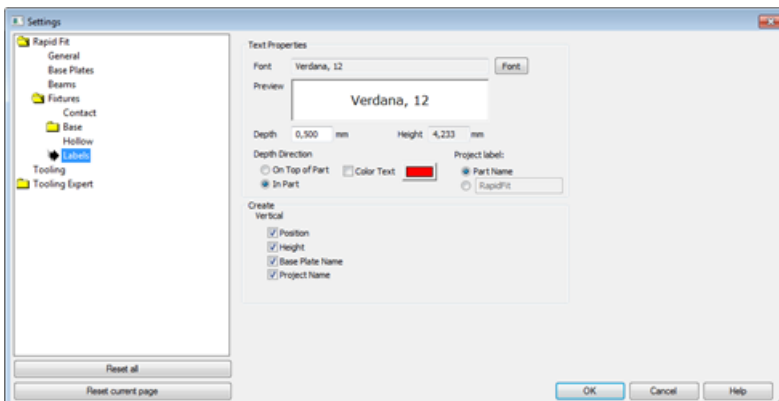 Settings
Rapid Fit
General
Base Plates
Beams
Fixtures
Contact
Base
Hollow
Labels
Tooling
Tooling Expert
Reset all
Reset current page
Text Properties
Font Verdana, 12 Font
Preview
Verdana, 12
Depth 0,500 mm Height 4,233 mm
Depth Direction Project label:
On Top of Part Color Text Part Name
In Part RapidFit
Create
Vertical
Position
Height
Base Plate Name
Project Name
OK Cancel Help